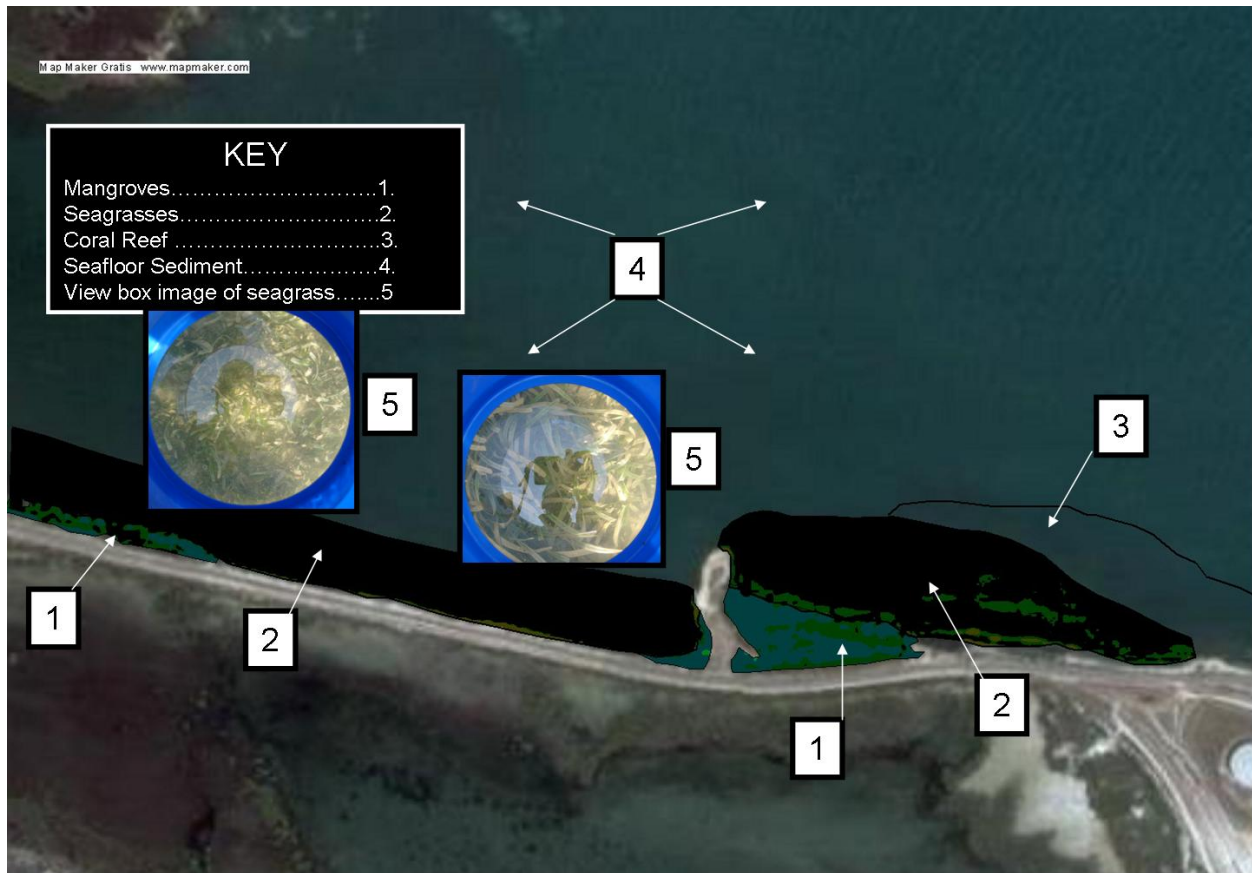 Map Maker Gratis www.mapmaker.com
KEY
Mangroves………………………..1.
Seagrasses………………………..2.
Coral Reef ………………………..3.
Seafloor Sediment…………………4.
View box image of seagrass…….5
4
5
5
3
1
2
2
1